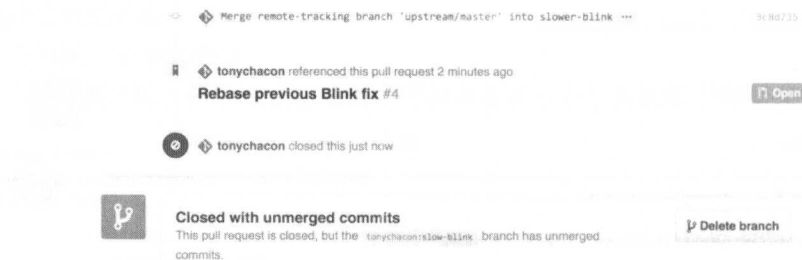 Merge remote-tracking branch 'upstream/master' into slower-blink ···
tonychacon referenced this pull request 2 minutes ago
Rebase previous Blink fix #4
Open
tonychacon closed this just now
Closed with unmerged commits
Delete branch
This pull request is closed, but the tonychacon:slow-blink branch has unmerged
commits.